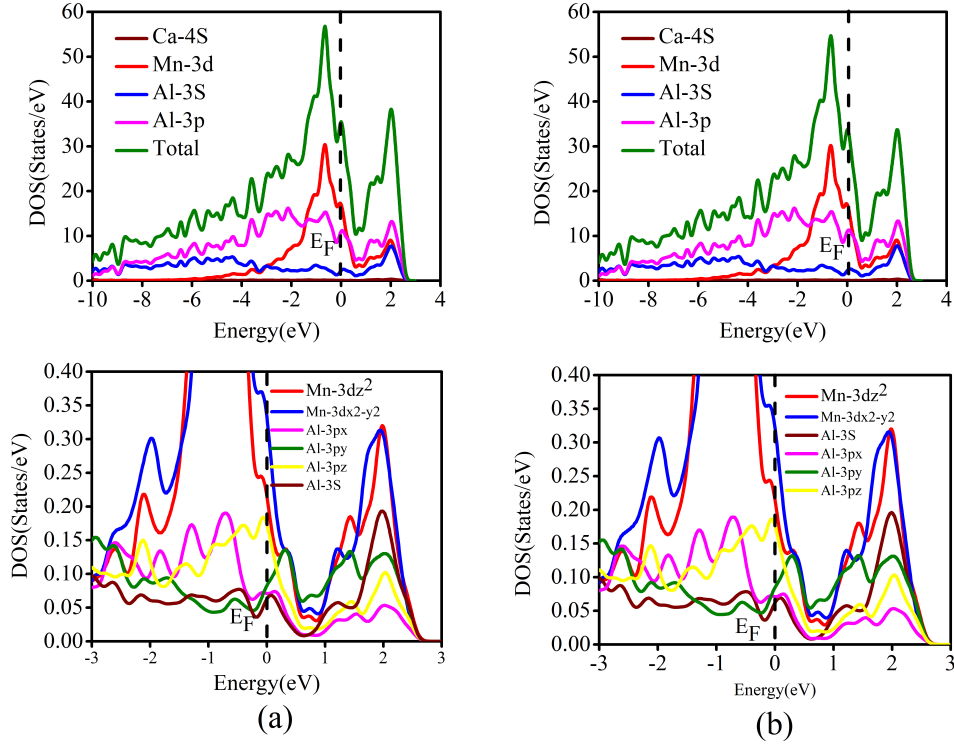 60
50
40
30
20
10
0
DOS(States/eV)
Ca-4S
Mn-3d
Al-3S
Al-3p
Total
E_F
-10 -8 -6 -4 -2 0 2 4
Energy(eV)
60
50
40
30
20
10
0
DOS(States/eV)
Ca-4S
Mn-3d
Al-3S
Al-3p
Total
E_F
-10 -8 -6 -4 -2 0 2 4
Energy(eV)
0.40
0.35
0.30
0.25
0.20
0.15
0.10
0.05
0.00
DOS(States/eV)
Mn-3dz²
Mn-3dx2-y2
Al-3px
Al-3py
Al-3pz
Al-3S
E_F
-3 -2 -1 0 1 2 3
Energy(eV)
(a)
0.40
0.35
0.30
0.25
0.20
0.15
0.10
0.05
0.00
DOS(States/eV)
Mn-3dz²
Mn-3dx2-y2
Al-3S
Al-3px
Al-3py
Al-3pz
E_F
-3 -2 -1 0 1 2 3
Energy(eV)
(b)